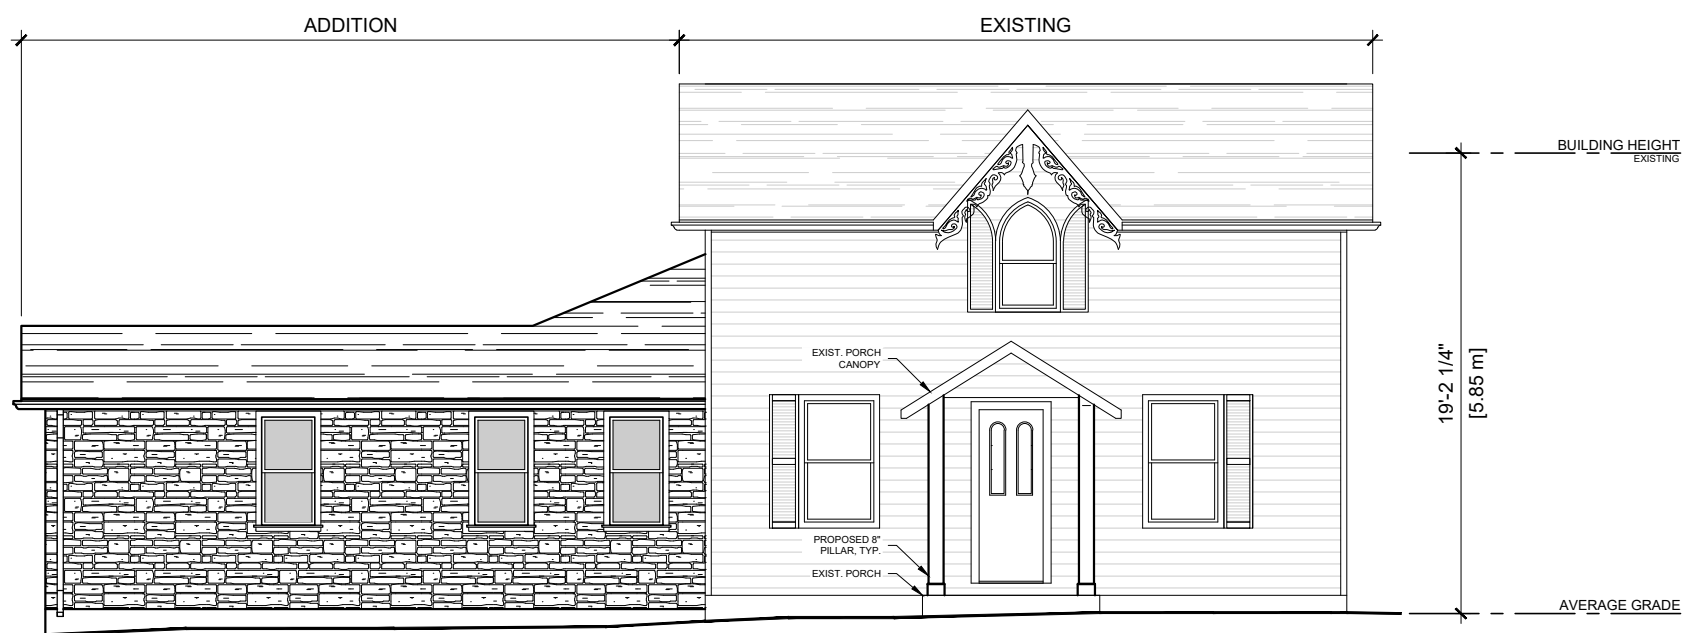 ADDITION
EXISTING
BUILDING HEIGHT
EXISTING
EXIST. PORCH
CANOPY
19'-2 1/4"
[5.85 m]
PROPOSED 8"
PILLAR, TYP.
EXIST. PORCH
AVERAGE GRADE